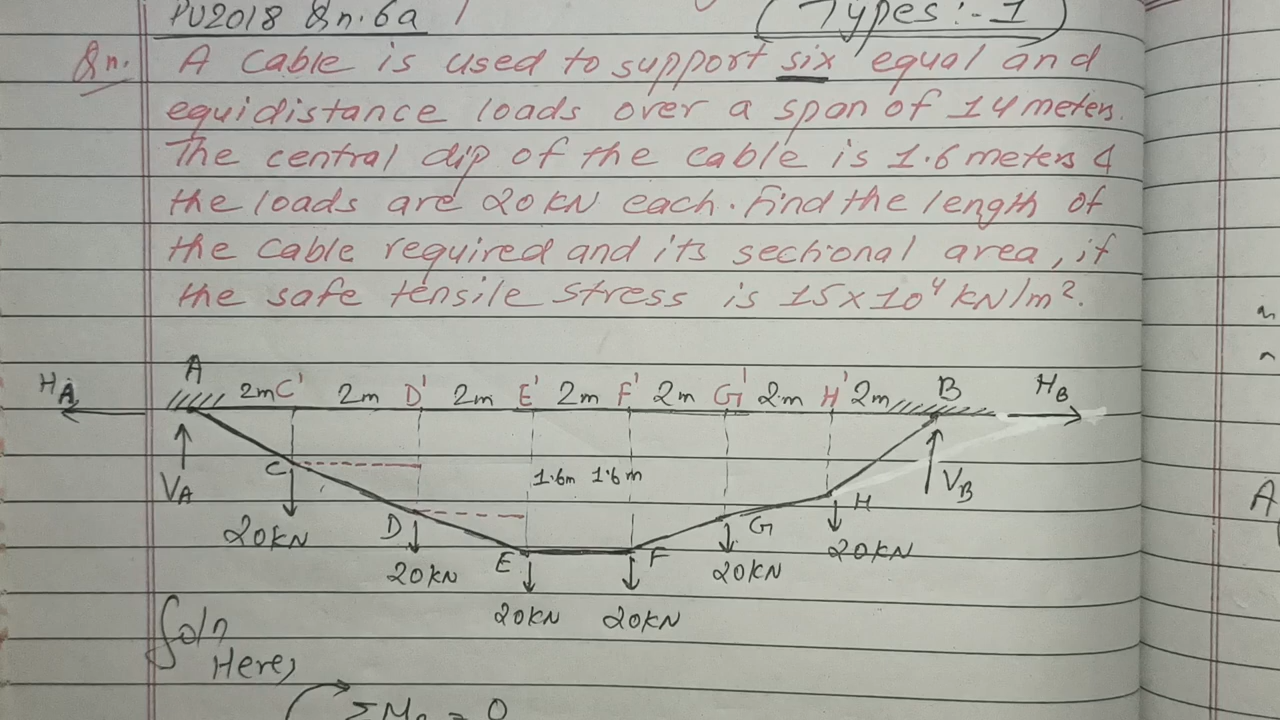 PU2018 Qn.6a
(Types:-1)
Qn. A cable is used to support six equal and
equidistance loads over a span of 14 meters.
The central dip of the cable is 1.6 meters &
the loads are 20 KN each. Find the length of
the cable required and its sectional area, if
the safe tensile stress is 15x10⁴ KN/m².
A B
HA 2m C' 2m D' 2m E' 2m F' 2m G' 2m H' 2m HB
C 1.6m 1.6m
VA D G H VB
20KN E F 20KN
20KN 20KN
20KN 20KN
Soln
Here,
A